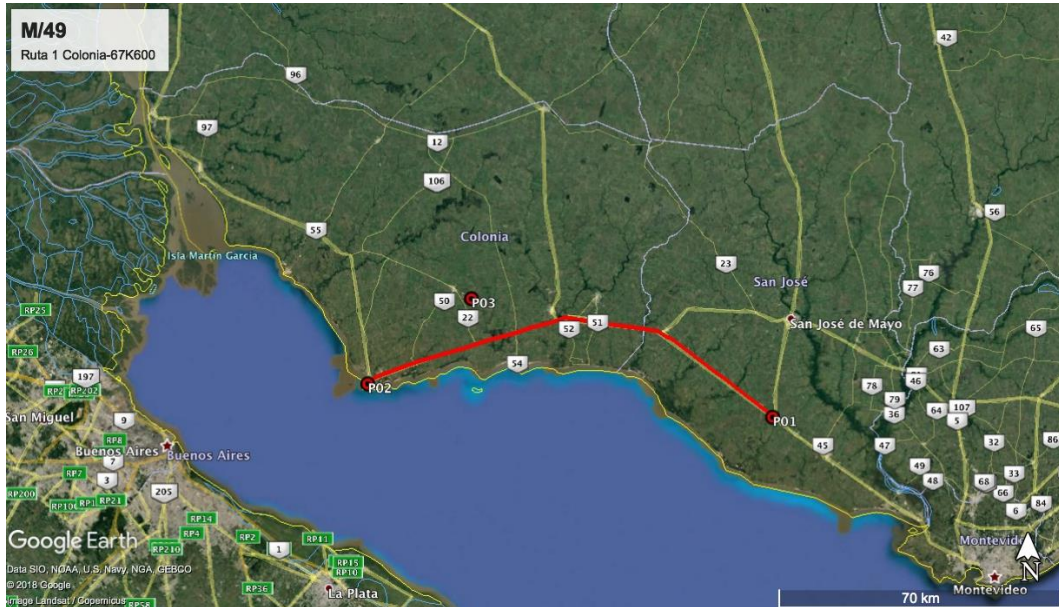 M/49
Ruta 1 Colonia-67K600
42
96
97
12
106
56
55
Colonia
Isla Martín García
23
76
San José
77
RP25
50
P03
22
52
51
San José de Mayo
65
RP26
63
54
197
P02
78
46
79
64
107
San Miguel
9
P01
36
5
86
RP8
45
47
32
Buenos Aires
Buenos Aires
7
49
33
RP7
3
205
48
68
66
84
RP200
RP21
6
RP14
RP4
RP2
RP11
Google Earth
RP210
1
Montevideo
RP15
RP10
N
Data SIO, NOAA, U.S. Navy, NGA, GEBCO
© 2018 Google
RP36
La Plata
Montevideo
Image Landsat / Copernicus
RP58
70 km